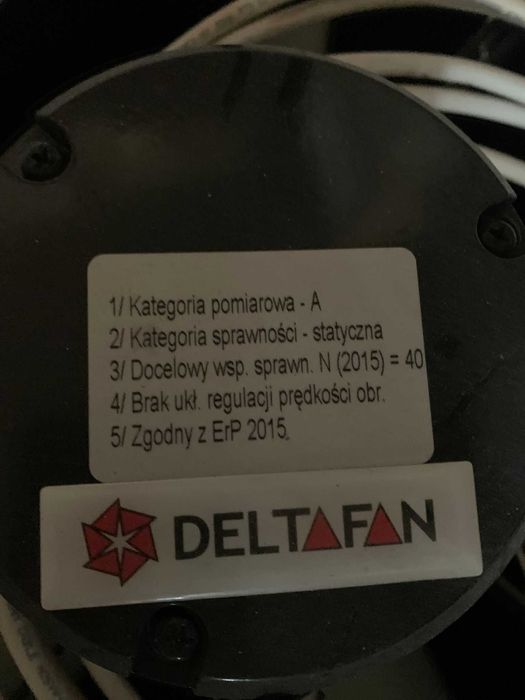 1/ Kategoria pomiarowa - A
2/ Kategoria sprawności - statyczna
3/ Docelowy wsp. sprawn. N (2015) = 40
4/ Brak ukł. regulacji prędkości obr.
5/ Zgodny z ErP 2015.
DELTAFAN